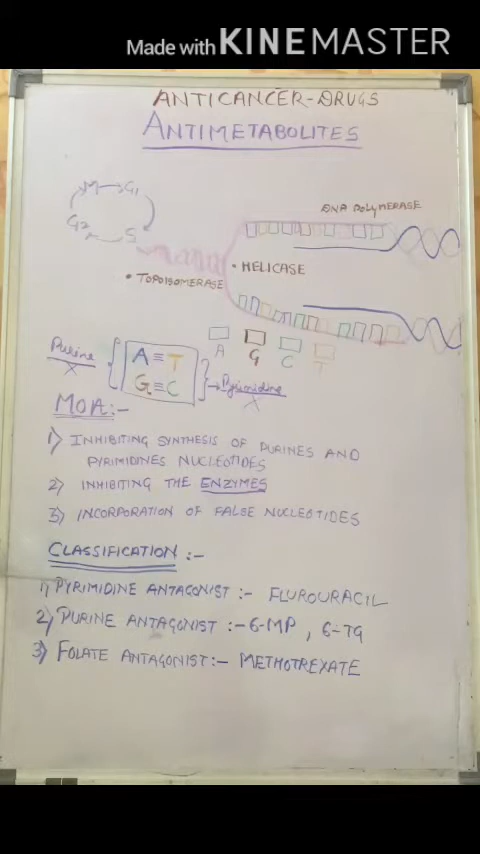 Made with KINEMASTER
ANTICANCER-DRUGS
ANTIMETABOLITES
M → G1
G2 S
DNA POLYMERASE
• HELICASE
• TOPOISOMERASE
A G C T
Purine
X
A ≡ T
G ≡ C
→ Pyrimidine
X
MOA:-
1) INHIBITING SYNTHESIS OF PURINES AND
PYRIMIDINES NUCLEOTIDES
2) INHIBITING THE ENZYMES
3) INCORPORATION OF FALSE NUCLEOTIDES
CLASSIFICATION :-
1) PYRIMIDINE ANTAGONIST :- FLUROURACIL
2) PURINE ANTAGONIST :- 6-MP , 6-TG
3) FOLATE ANTAGONIST:- METHOTREXATE